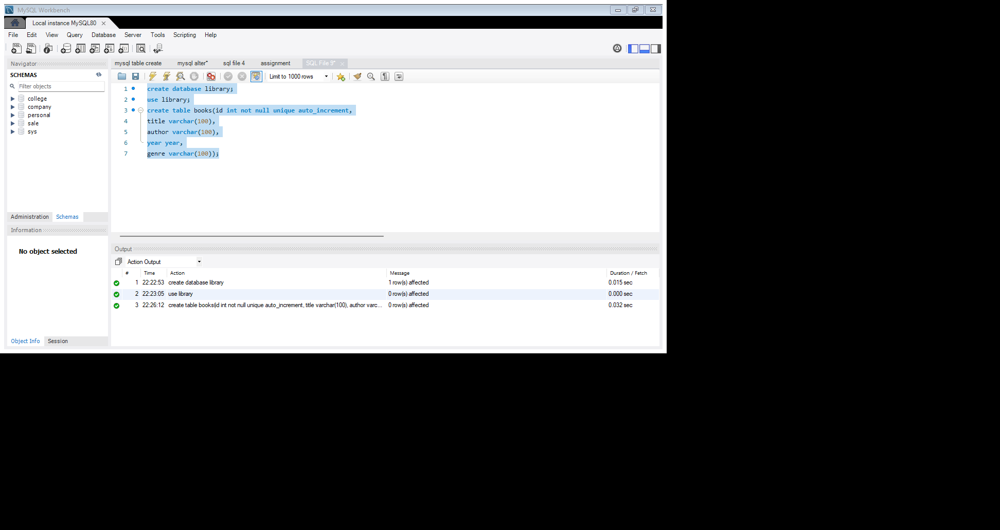 MySQL Workbench
Local instance MySQL80
File Edit View Query Database Server Tools Scripting Help
Navigator
SCHEMAS
Filter objects
college
company
personal
sale
sys
Administration Schemas
Information
No object selected
Object Info Session
mysql table create mysql alter* sql file 4 assignment SQL File 9*
Limit to 1000 rows
1 create database library;
2 use library;
3 create table books(id int not null unique auto_increment,
4 title varchar(100),
5 author varchar(100),
6 year year,
7 genre varchar(100));
Output
Action Output
# Time Action Message Duration / Fetch
1 22:22:53 create database library 1 row(s) affected 0.015 sec
2 22:23:05 use library 0 row(s) affected 0.000 sec
3 22:26:12 create table books(id int not null unique auto_increment, title varchar(100), author varc... 0 row(s) affected 0.032 sec